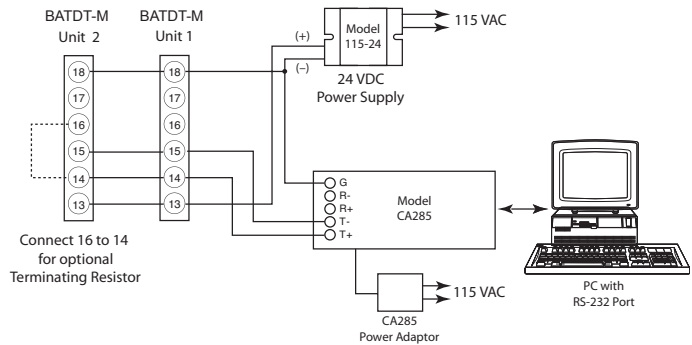 BATDT-M
Unit 2
BATDT-M
Unit 1
18
17
16
15
14
13
18
17
16
15
14
13
Connect 16 to 14
for optional
Terminating Resistor
(+)
(–)
Model
115-24
115 VAC
24 VDC
Power Supply
G
R-
R+
T-
T+
Model
CA285
115 VAC
CA285
Power Adaptor
PC with
RS-232 Port